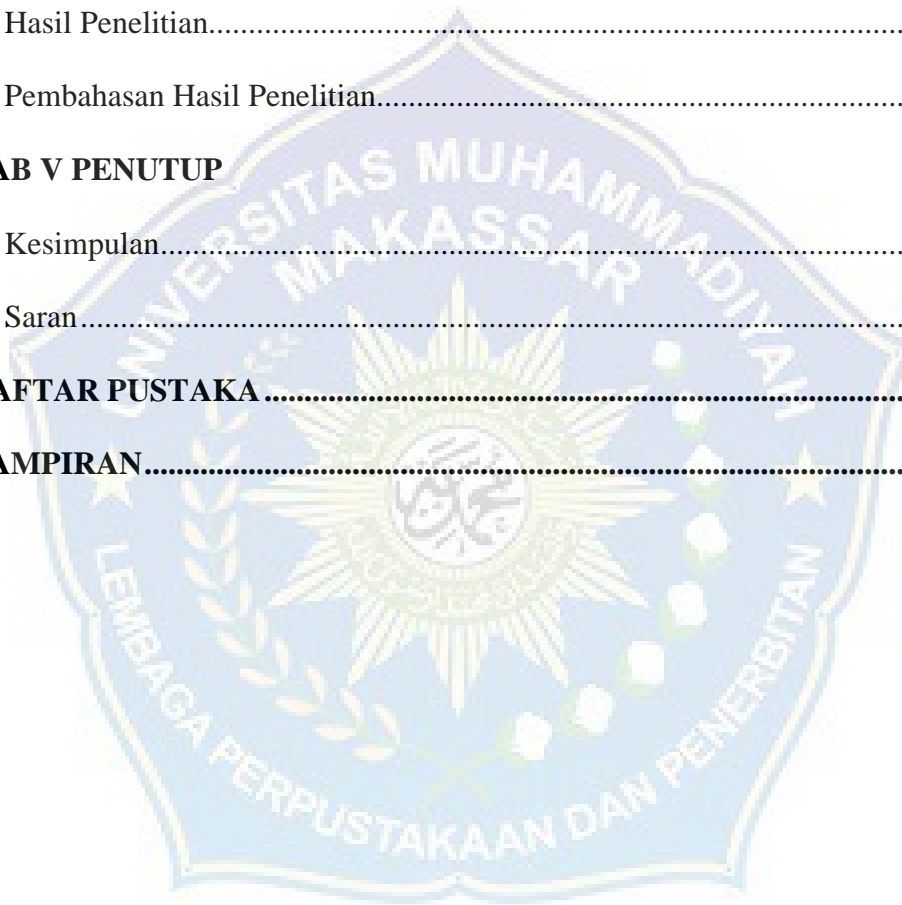 Hasil Penelitian..........................................................................................
Pembahasan Hasil Penelitian....................................................................
AB V PENUTUP
Kesimpulan................................................................................................
Saran..........................................................................................................
AFTAR PUSTAKA................................................................................
AMPIRAN................................................................................................
UNIVERSITAS MUHAMMADIYAH
MAKASSAR
LEMBAGA PERPUSTAKAAN DAN PENERBITAN